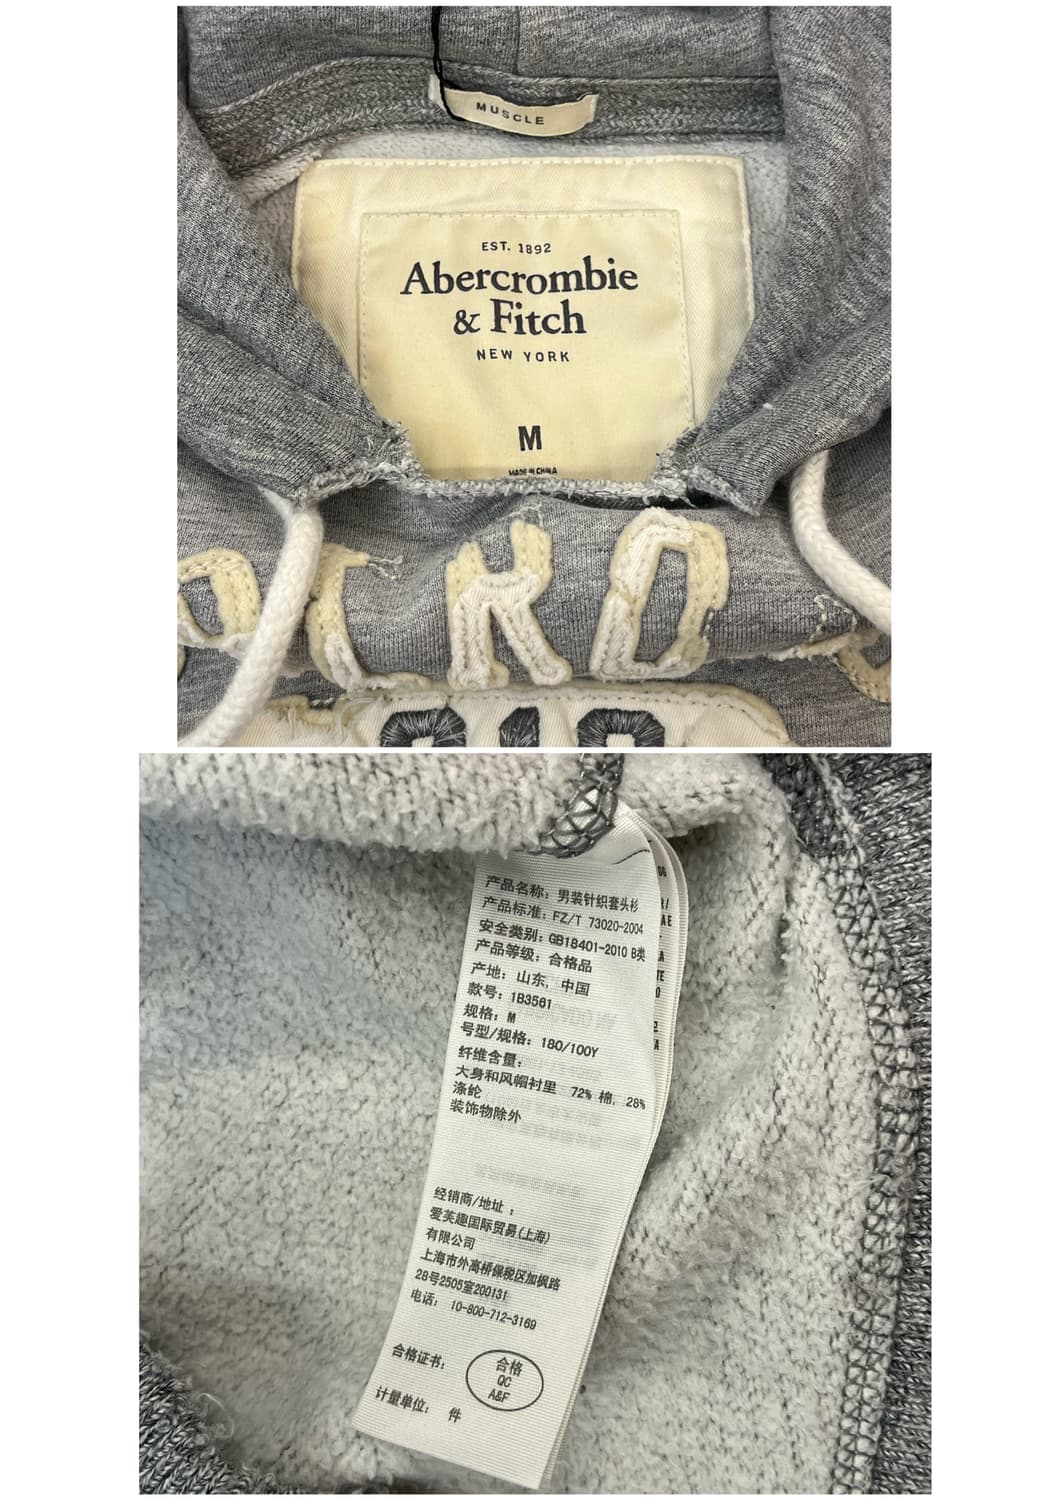 MUSCLE
EST. 1892
Abercrombie
& Fitch
NEW YORK
M
MADE IN CHINA
产品名称: 男装针织套头衫
产品标准: FZ/T 73020-2004
安全类别: GB18401-2010 B类
产品等级: 合格品
产地: 山东, 中国
款号: 1B3561
规格: M
号型/规格: 180/100Y
纤维含量:
大身和风帽衬里 72% 棉, 28%
涤纶
装饰物除外
经销商/地址 :
爱芙趣国际贸易(上海)
有限公司
上海市外高桥保税区加枫路
28号2505室200131
电话: 10-800-712-3169
合格证书:
合格
QC
A&F
计量单位: 件